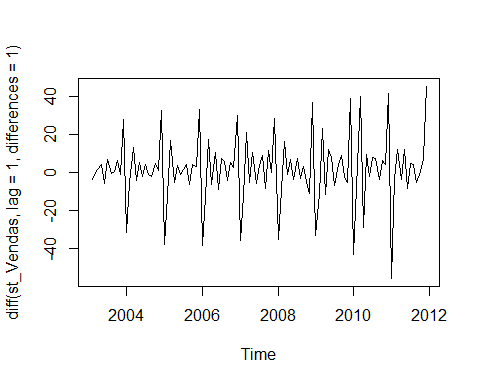 diff(st_Vendas, lag = 1, differences = 1)
40
20
0
-20
-40
2004 2006 2008 2010 2012
Time